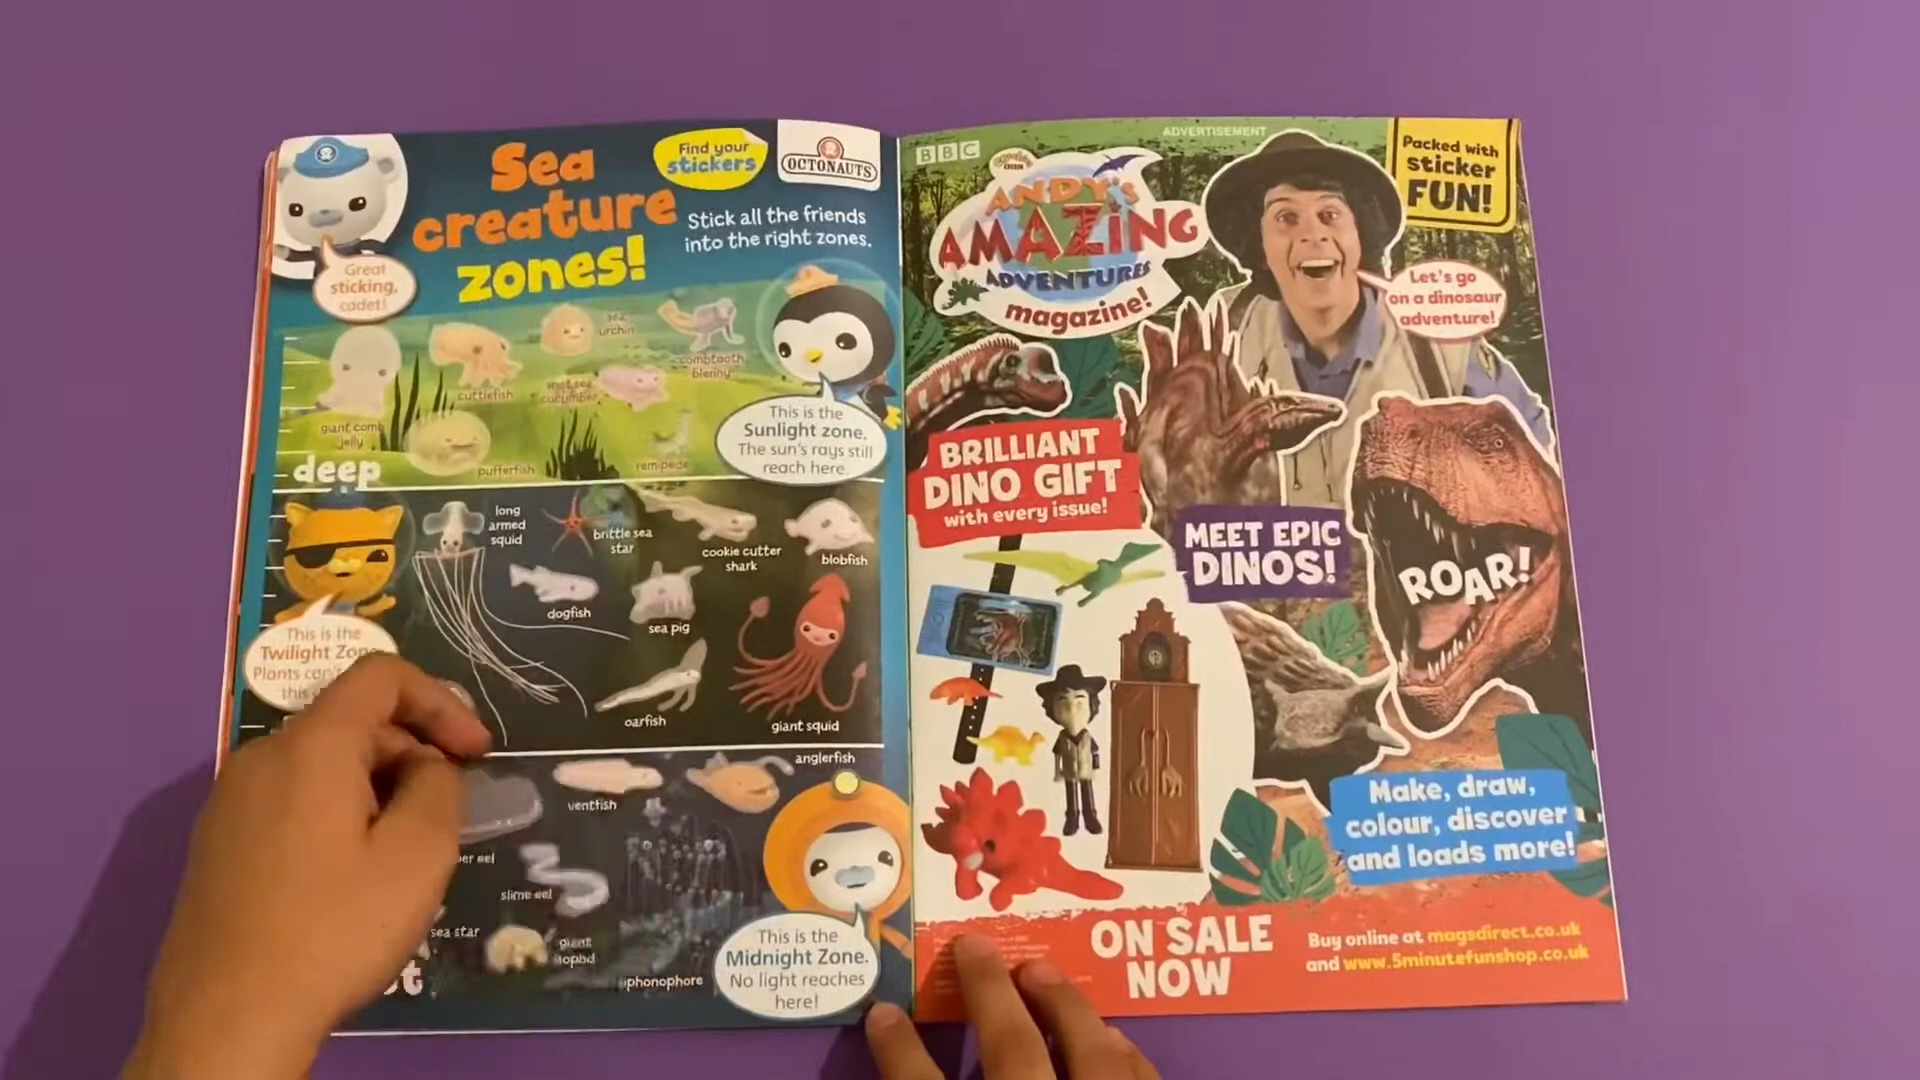 Sea
creature
zones!
Find your
stickers
OCTONAUTS
Stick all the friends
into the right zones.
Great
sticking,
cadet!
sea
urchin
combtooth
blenny
cuttlefish
cucumber
giant comb
jelly
pufferfish
remipede
This is the
Sunlight zone.
The sun's rays still
reach here.
deep
long
armed
squid
brittle sea
star
cookie cutter
shark
blobfish
dogfish
sea pig
This is the
Twilight
Plants
this
oarfish
giant squid
anglerfish
ventfish
eel
slime eel
sea star
giant
This is the
Midnight Zone.
No light reaches
here!
ADVERTISEMENT
BBC
ANDY'S
AMAZING
ADVENTURES
magazine!
Packed with
sticker
FUN!
Let's go
on a dinosaur
adventure!
BRILLIANT
DINO GIFT
with every issue!
MEET EPIC
DINOS!
ROAR!
Make, draw,
colour, discover
and loads more!
ON SALE
NOW
Buy online at magsdirect.co.uk
and www.5minutefunshop.co.uk